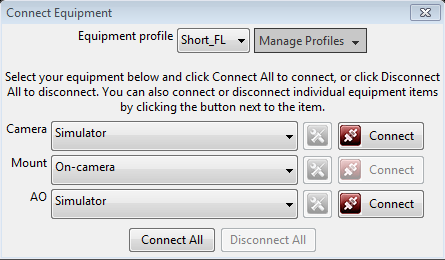 Connect Equipment
Equipment profile Short_FL Manage Profiles
Select your equipment below and click Connect All to connect, or click Disconnect
All to disconnect. You can also connect or disconnect individual equipment items
by clicking the button next to the item.
Camera Simulator Connect
Mount On-camera Connect
AO Simulator Connect
Connect All Disconnect All